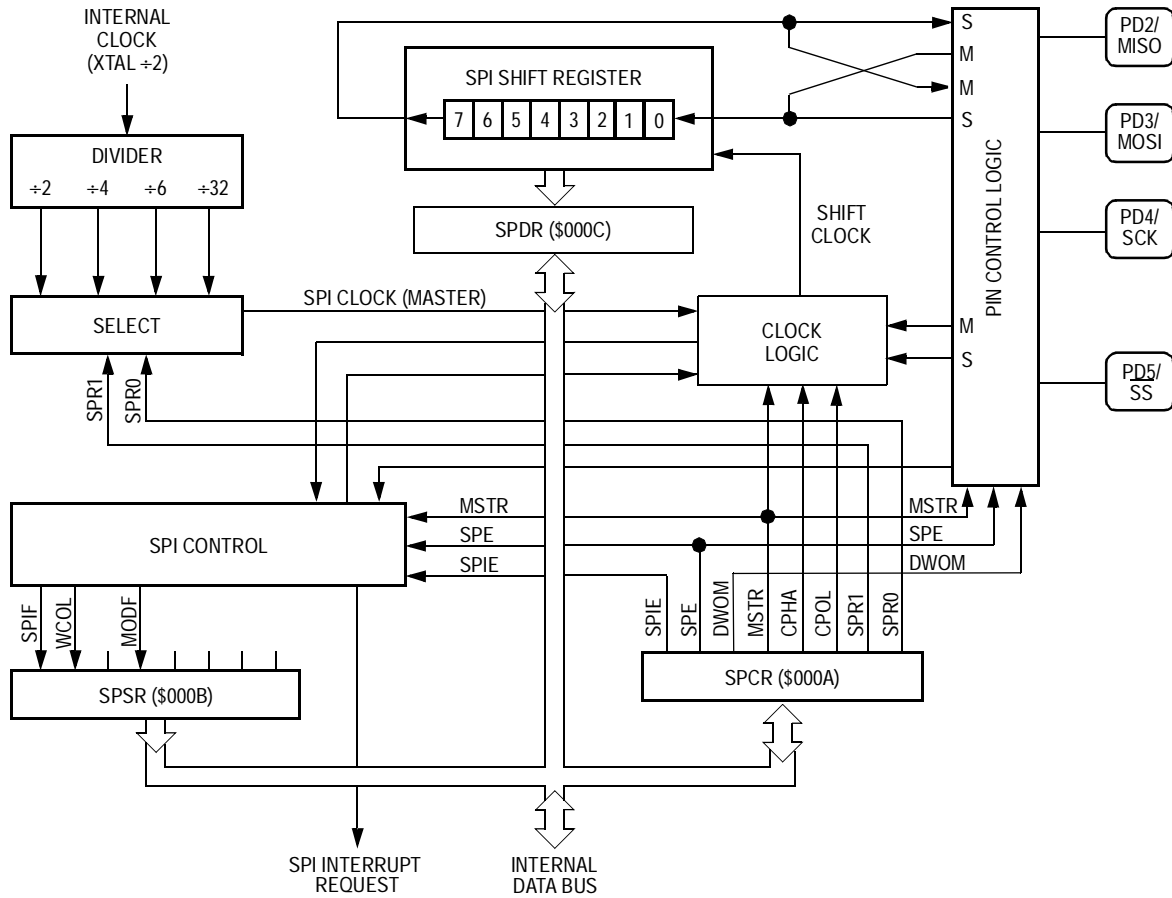 INTERNAL
CLOCK
(XTAL ÷2)
DIVIDER
÷2 ÷4 ÷6 ÷32
SELECT
SPR1
SPR0
SPI SHIFT REGISTER
7 6 5 4 3 2 1 0
SPDR ($000C)
SHIFT
CLOCK
SPI CLOCK (MASTER)
CLOCK
LOGIC
S
M
M
S
M
S
PIN CONTROL LOGIC
PD2/
MISO
PD3/
MOSI
PD4/
SCK
PD5/
SS
SPI CONTROL
MSTR
SPE
SPIE
MSTR
SPE
DWOM
SPIF
WCOL
MODF
SPSR ($000B)
SPIE
SPE
DWOM
MSTR
CPHA
CPOL
SPR1
SPR0
SPCR ($000A)
SPI INTERRUPT
REQUEST
INTERNAL
DATA BUS